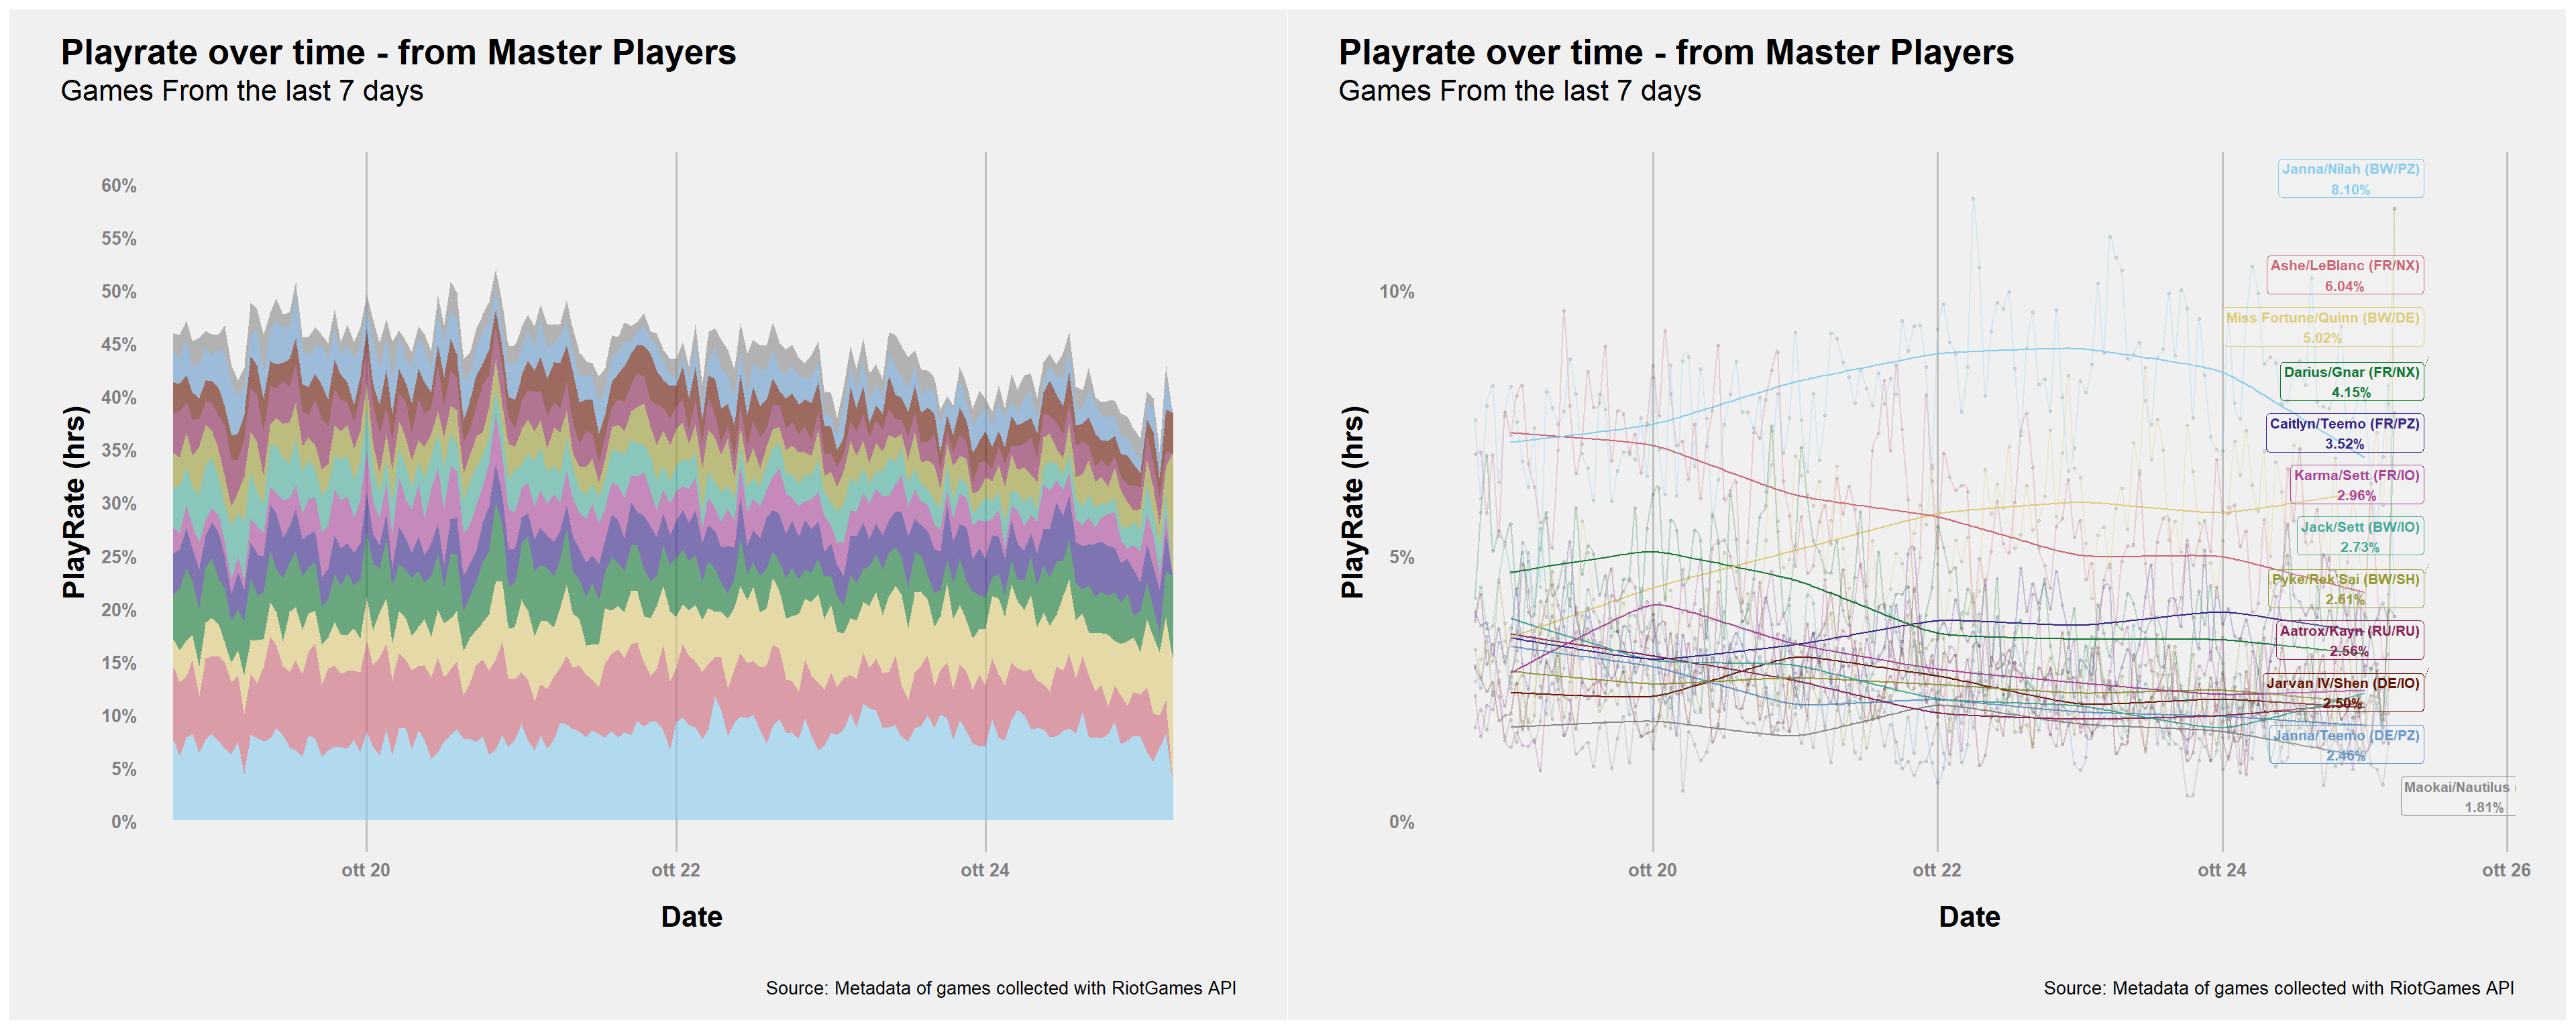 Playrate over time - from Master Players
Games From the last 7 days
PlayRate (hrs)
60%
55%
50%
45%
40%
35%
30%
25%
20%
15%
10%
5%
0%
ott 20
ott 22
ott 24
Date
Source: Metadata of games collected with RiotGames API
Playrate over time - from Master Players
Games From the last 7 days
PlayRate (hrs)
10%
5%
0%
Janna/Nilah (BW/PZ)
8.10%
Ashe/LeBlanc (FR/NX)
6.04%
Miss Fortune/Quinn (BW/DE)
5.02%
Darius/Gnar (FR/NX)
4.15%
Caitlyn/Teemo (FR/PZ)
3.52%
Karma/Sett (FR/IO)
2.96%
Jack/Sett (BW/IO)
2.73%
Pyke/Rek'Sai (BW/SH)
2.61%
Aatrox/Kayn (RU/RU)
2.56%
Jarvan IV/Shen (DE/IO)
2.50%
Janna/Teemo (DE/PZ)
2.46%
Maokai/Nautilus
1.81%
ott 20
ott 22
ott 24
ott 26
Date
Source: Metadata of games collected with RiotGames API